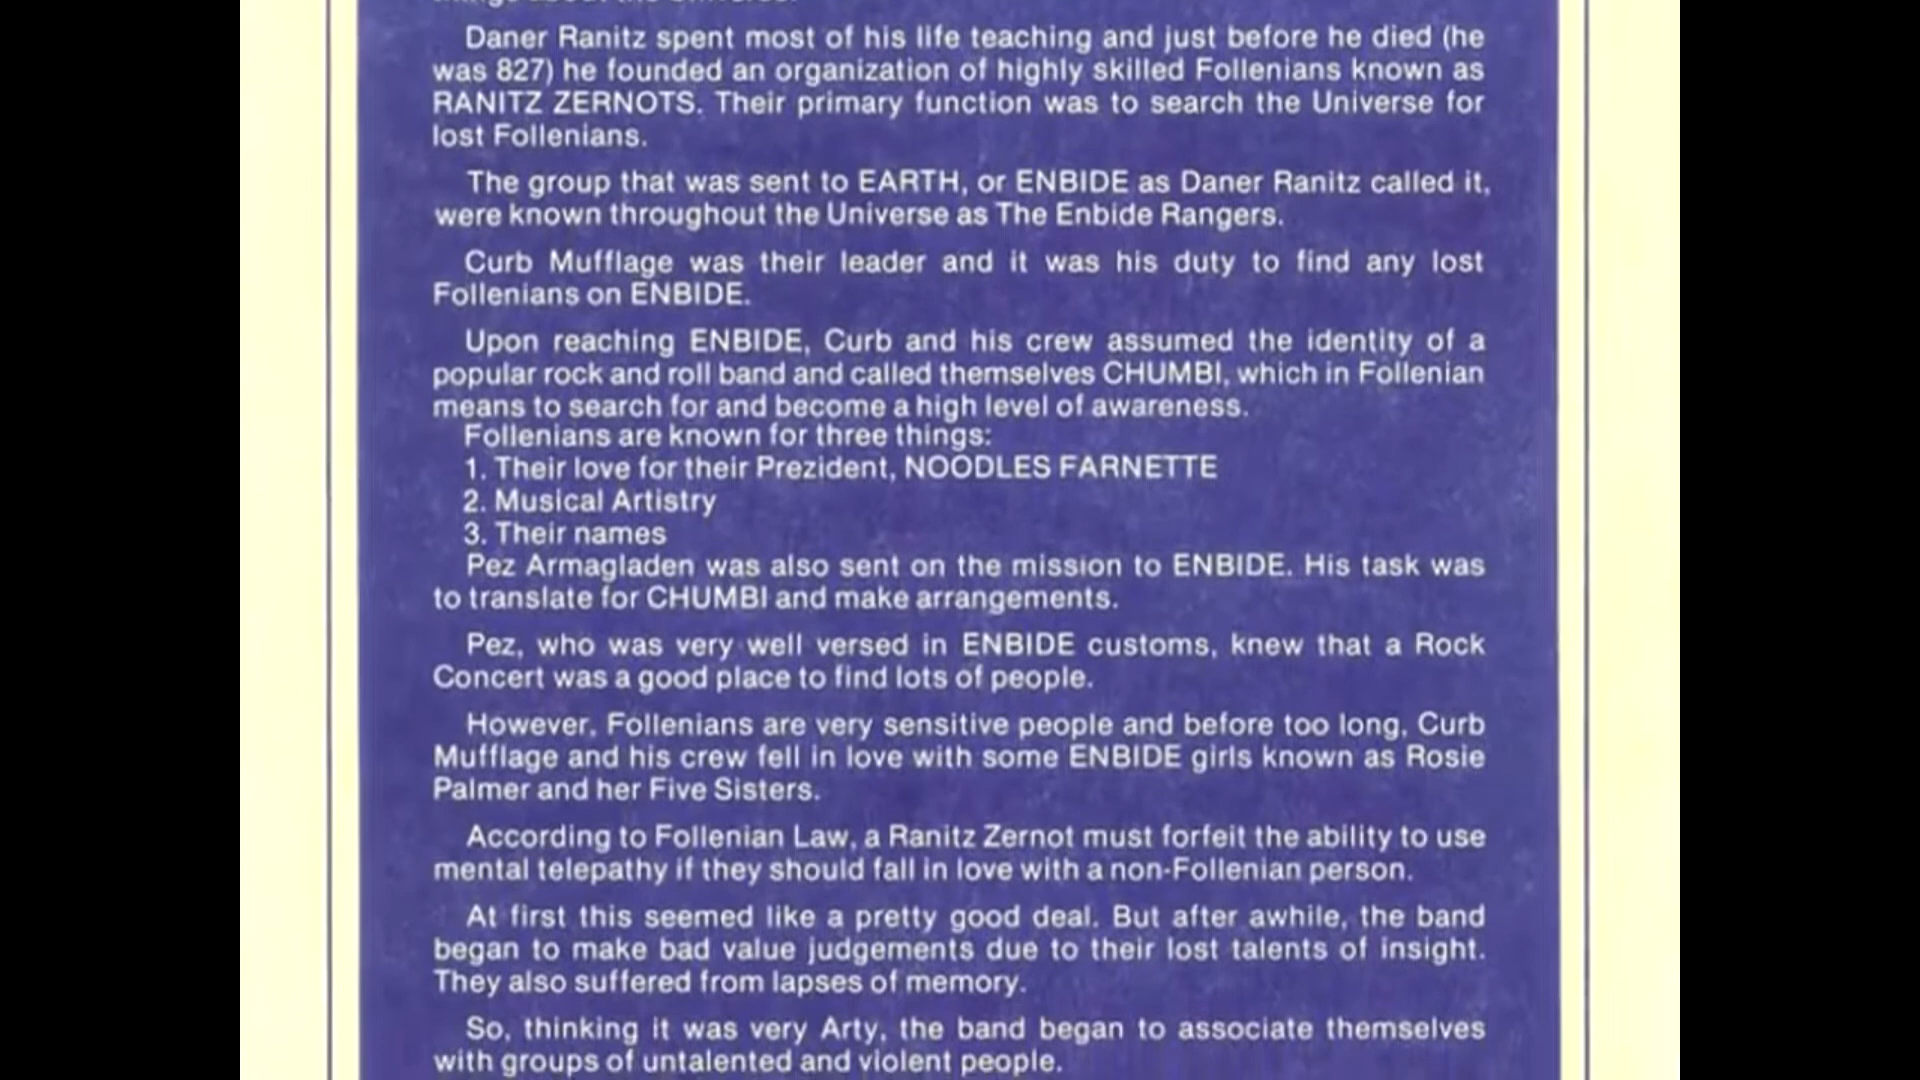 things about the Universe.
Daner Ranitz spent most of his life teaching and just before he died (he
was 827) he founded an organization of highly skilled Follenians known as
RANITZ ZERNOTS. Their primary function was to search the Universe for
lost Follenians.
The group that was sent to EARTH, or ENBIDE as Daner Ranitz called it,
were known throughout the Universe as The Enbide Rangers.
Curb Mufflage was their leader and it was his duty to find any lost
Follenians on ENBIDE.
Upon reaching ENBIDE, Curb and his crew assumed the identity of a
popular rock and roll band and called themselves CHUMBI, which in Follenian
means to search for and become a high level of awareness.
Follenians are known for three things:
1. Their love for their Prezident, NOODLES FARNETTE
2. Musical Artistry
3. Their names
Pez Armagladen was also sent on the mission to ENBIDE. His task was
to translate for CHUMBI and make arrangements.
Pez, who was very well versed in ENBIDE customs, knew that a Rock
Concert was a good place to find lots of people.
However, Follenians are very sensitive people and before too long, Curb
Mufflage and his crew fell in love with some ENBIDE girls known as Rosie
Palmer and her Five Sisters.
According to Follenian Law, a Ranitz Zernot must forfeit the ability to use
mental telepathy if they should fall in love with a non-Follenian person.
At first this seemed like a pretty good deal. But after awhile, the band
began to make bad value judgements due to their lost talents of insight.
They also suffered from lapses of memory.
So, thinking it was very Arty, the band began to associate themselves
with groups of untalented and violent people.